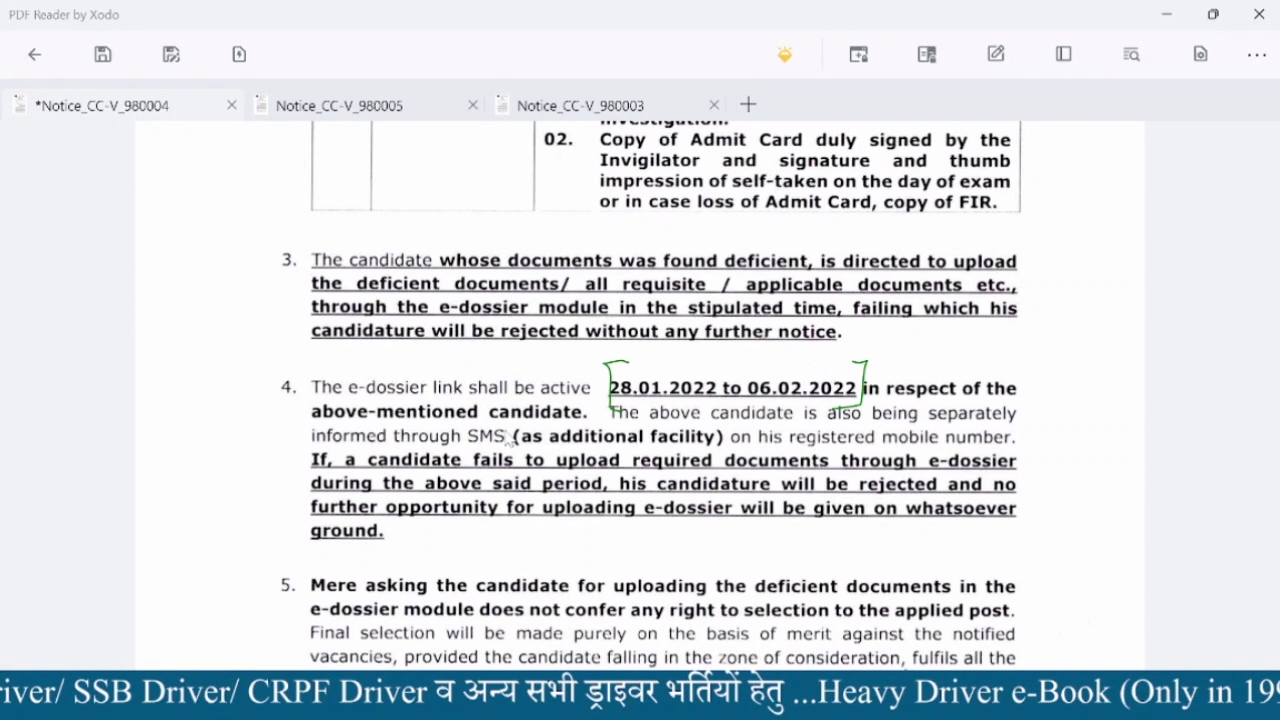 PDF Reader by Xodo
*Notice_CC-V_980004
Notice_CC-V_980005
Notice_CC-V_980003
investigation.
02. Copy of Admit Card duly signed by the
Invigilator and signature and thumb
impression of self-taken on the day of exam
or in case loss of Admit Card, copy of FIR.
3. The candidate whose documents was found deficient, is directed to upload
the deficient documents/ all requisite / applicable documents etc.,
through the e-dossier module in the stipulated time, failing which his
candidature will be rejected without any further notice.
4. The e-dossier link shall be active 28.01.2022 to 06.02.2022 in respect of the
above-mentioned candidate. The above candidate is also being separately
informed through SMS (as additional facility) on his registered mobile number.
If, a candidate fails to upload required documents through e-dossier
during the above said period, his candidature will be rejected and no
further opportunity for uploading e-dossier will be given on whatsoever
ground.
5. Mere asking the candidate for uploading the deficient documents in the
e-dossier module does not confer any right to selection to the applied post.
Final selection will be made purely on the basis of merit against the notified
vacancies, provided the candidate falling in the zone of consideration, fulfils all the
river/ SSB Driver/ CRPF Driver व अन्य सभी ड्राइवर भर्तियों हेतु ...Heavy Driver e-Book (Only in 199